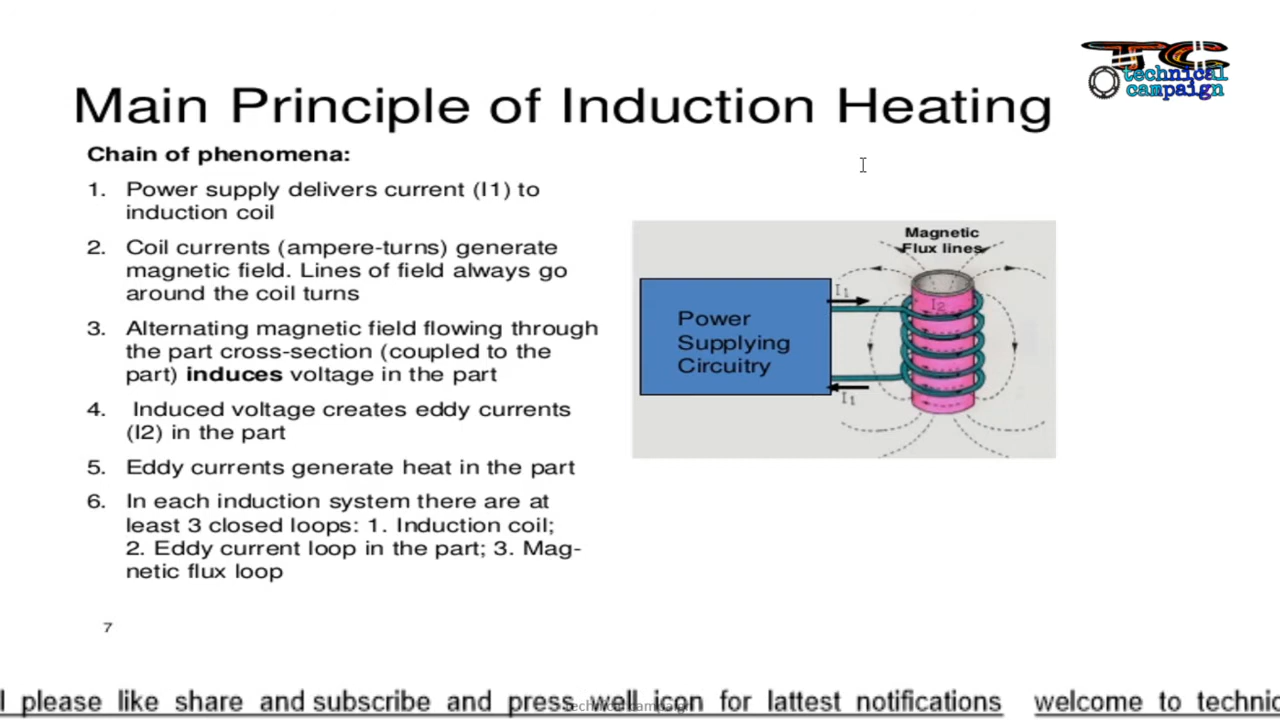 TC
technical
campaign
Main Principle of Induction Heating
Chain of phenomena:
1. Power supply delivers current (I1) to
induction coil
2. Coil currents (ampere-turns) generate
magnetic field. Lines of field always go
around the coil turns
3. Alternating magnetic field flowing through
the part cross-section (coupled to the
part) induces voltage in the part
4. Induced voltage creates eddy currents
(I2) in the part
5. Eddy currents generate heat in the part
6. In each induction system there are at
least 3 closed loops: 1. Induction coil;
2. Eddy current loop in the part; 3. Mag-
netic flux loop
Magnetic
Flux lines
I1
I2
Power
Supplying
Circuitry
I1
7
l please like share and subscribe and press well icon for lattest notifications welcome to technic
technical campaign